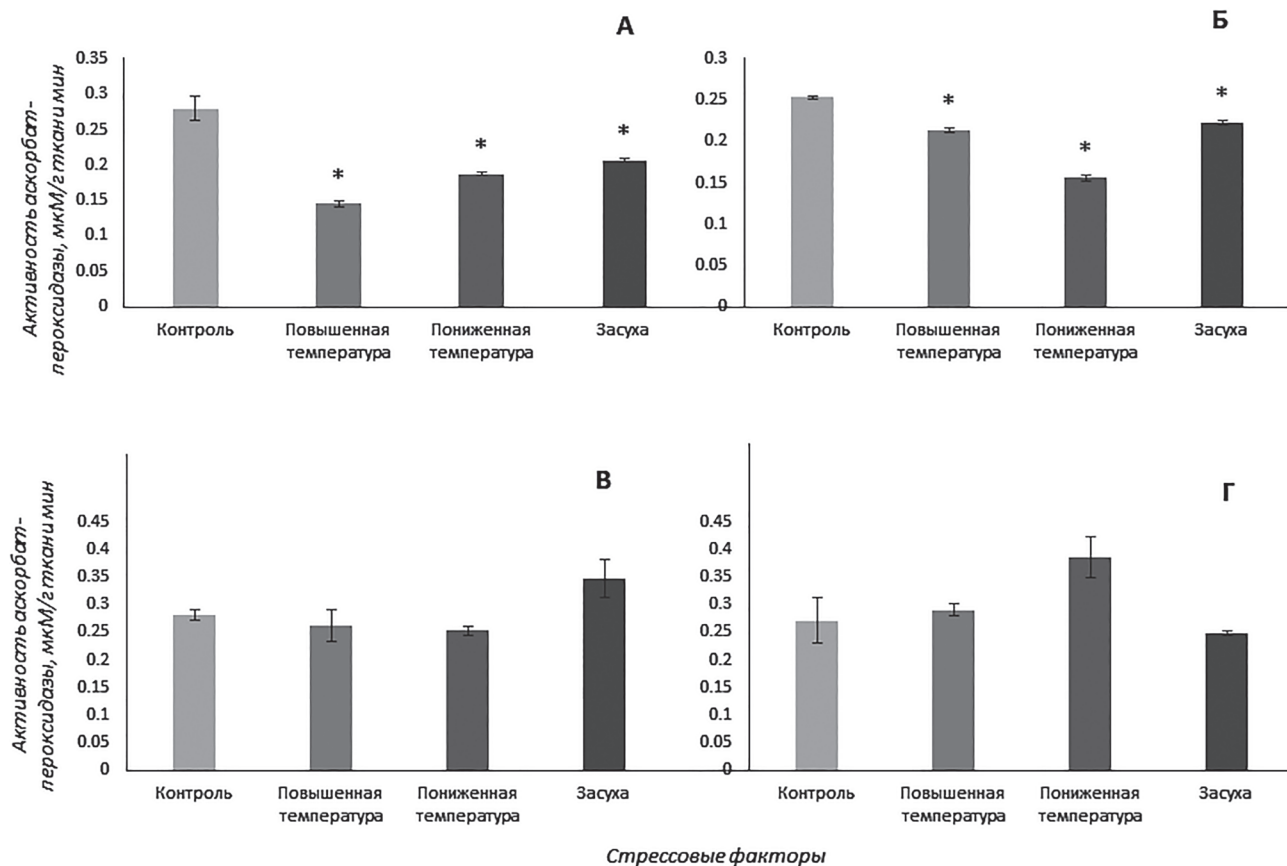 А
Активность аскорбат-
пероксидазы, мкМ/г ткани мин
0.35
0.3
0.25
0.2
0.15
0.1
0.05
0
*
*
*
Контроль
Повышенная
температура
Пониженная
температура
Засуха
Б
0.3
0.25
0.2
0.15
0.1
0.05
0
*
*
*
Контроль
Повышенная
температура
Пониженная
температура
Засуха
В
Активность аскорбат-
пероксидазы, мкМ/г ткани мин
0.45
0.4
0.35
0.3
0.25
0.2
0.15
0.1
0.05
0
Контроль
Повышенная
температура
Пониженная
температура
Засуха
Г
0.45
0.4
0.35
0.3
0.25
0.2
0.15
0.1
0.05
0
Контроль
Повышенная
температура
Пониженная
температура
Засуха
Стрессовые факторы